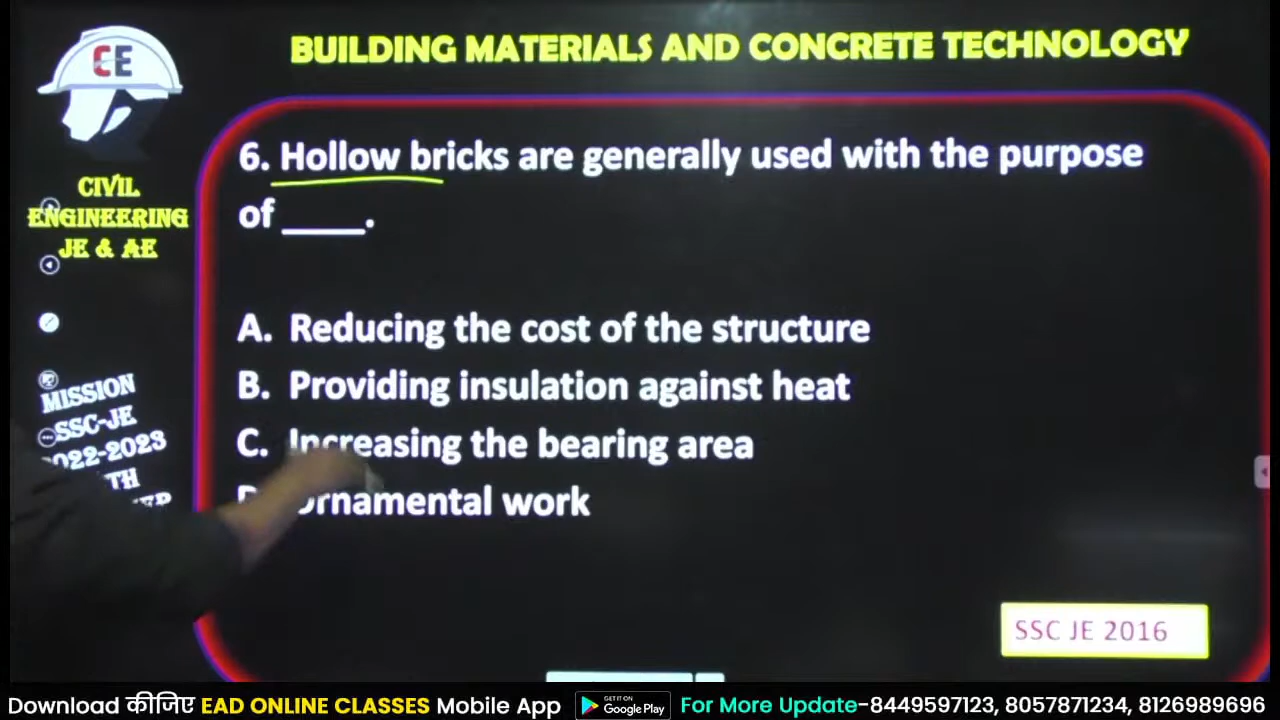 CE
BUILDING MATERIALS AND CONCRETE TECHNOLOGY
CIVIL
ENGINEERING
JE & AE
MISSION
SSC-JE
2022-2023
6. Hollow bricks are generally used with the purpose
of _____.
A. Reducing the cost of the structure
B. Providing insulation against heat
C. Increasing the bearing area
Ornamental work
SSC JE 2016
Download कीजिए EAD ONLINE CLASSES Mobile App
GET IT ON
Google Play
For More Update-8449597123, 8057871234, 8126989696